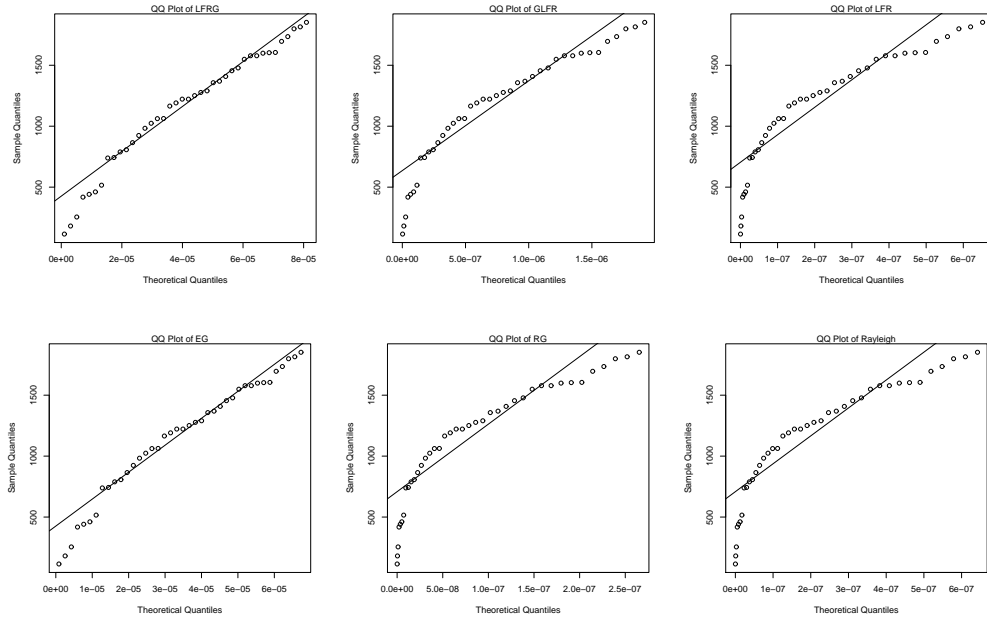 QQ Plot of LFRG
Sample Quantiles
500 1000 1500
0e+00 2e−05 4e−05 6e−05 8e−05
Theoretical Quantiles
QQ Plot of GLFR
Sample Quantiles
500 1000 1500
0.0e+00 5.0e−07 1.0e−06 1.5e−06
Theoretical Quantiles
QQ Plot of LFR
Sample Quantiles
500 1000 1500
0e+00 1e−07 2e−07 3e−07 4e−07 5e−07 6e−07
Theoretical Quantiles
QQ Plot of EG
Sample Quantiles
500 1000 1500
0e+00 1e−05 2e−05 3e−05 4e−05 5e−05 6e−05
Theoretical Quantiles
QQ Plot of RG
Sample Quantiles
500 1000 1500
0.0e+00 5.0e−08 1.0e−07 1.5e−07 2.0e−07 2.5e−07
Theoretical Quantiles
QQ Plot of Rayleigh
Sample Quantiles
500 1000 1500
0e+00 1e−07 2e−07 3e−07 4e−07 5e−07 6e−07
Theoretical Quantiles